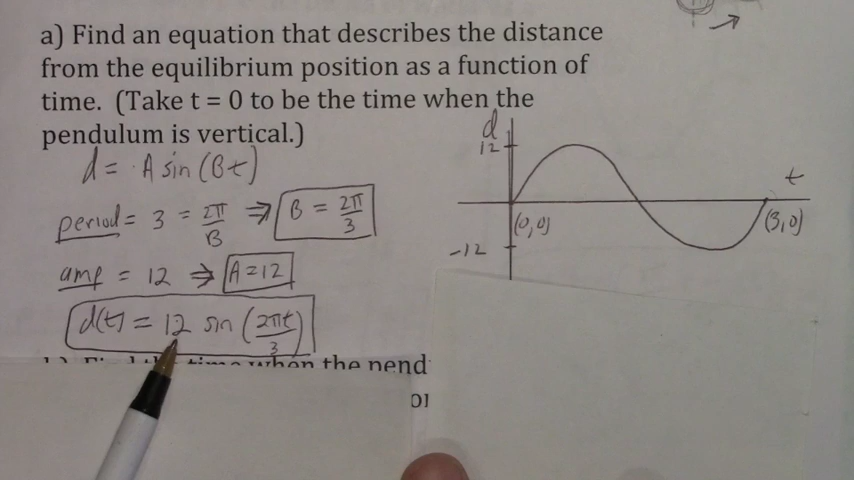 a) Find an equation that describes the distance
from the equilibrium position as a function of
time. (Take t = 0 to be the time when the
pendulum is vertical.)
d = A sin (Bt)
period = 3 = 2π/B ⇒ B = 2π/3
amp = 12 ⇒ A = 12
d(t) = 12 sin (2πt/3)
time when the pend
d
12
t
(0,0)
(3,0)
-12